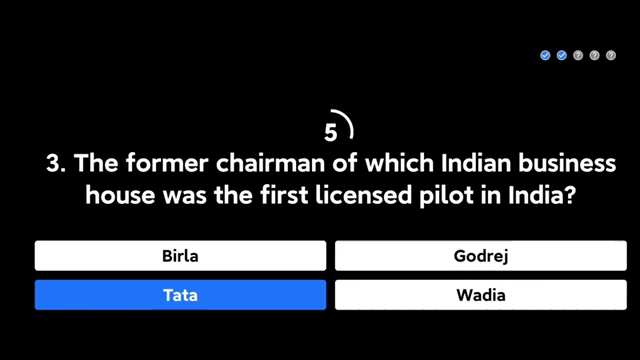 5
3. The former chairman of which Indian business
house was the first licensed pilot in India?
Birla
Godrej
Tata
Wadia